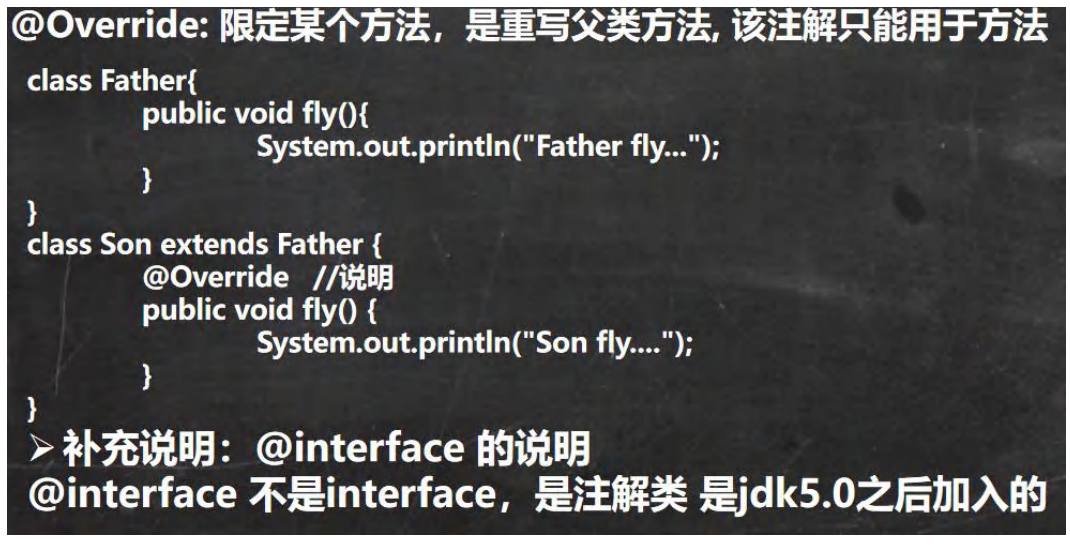 @Override: 限定某个方法，是重写父类方法, 该注解只能用于方法
class Father{
public void fly(){
System.out.println("Father fly...");
}
}
class Son extends Father {
@Override //说明
public void fly() {
System.out.println("Son fly....");
}
}
➢ 补充说明：@interface 的说明
@interface 不是interface，是注解类 是jdk5.0之后加入的